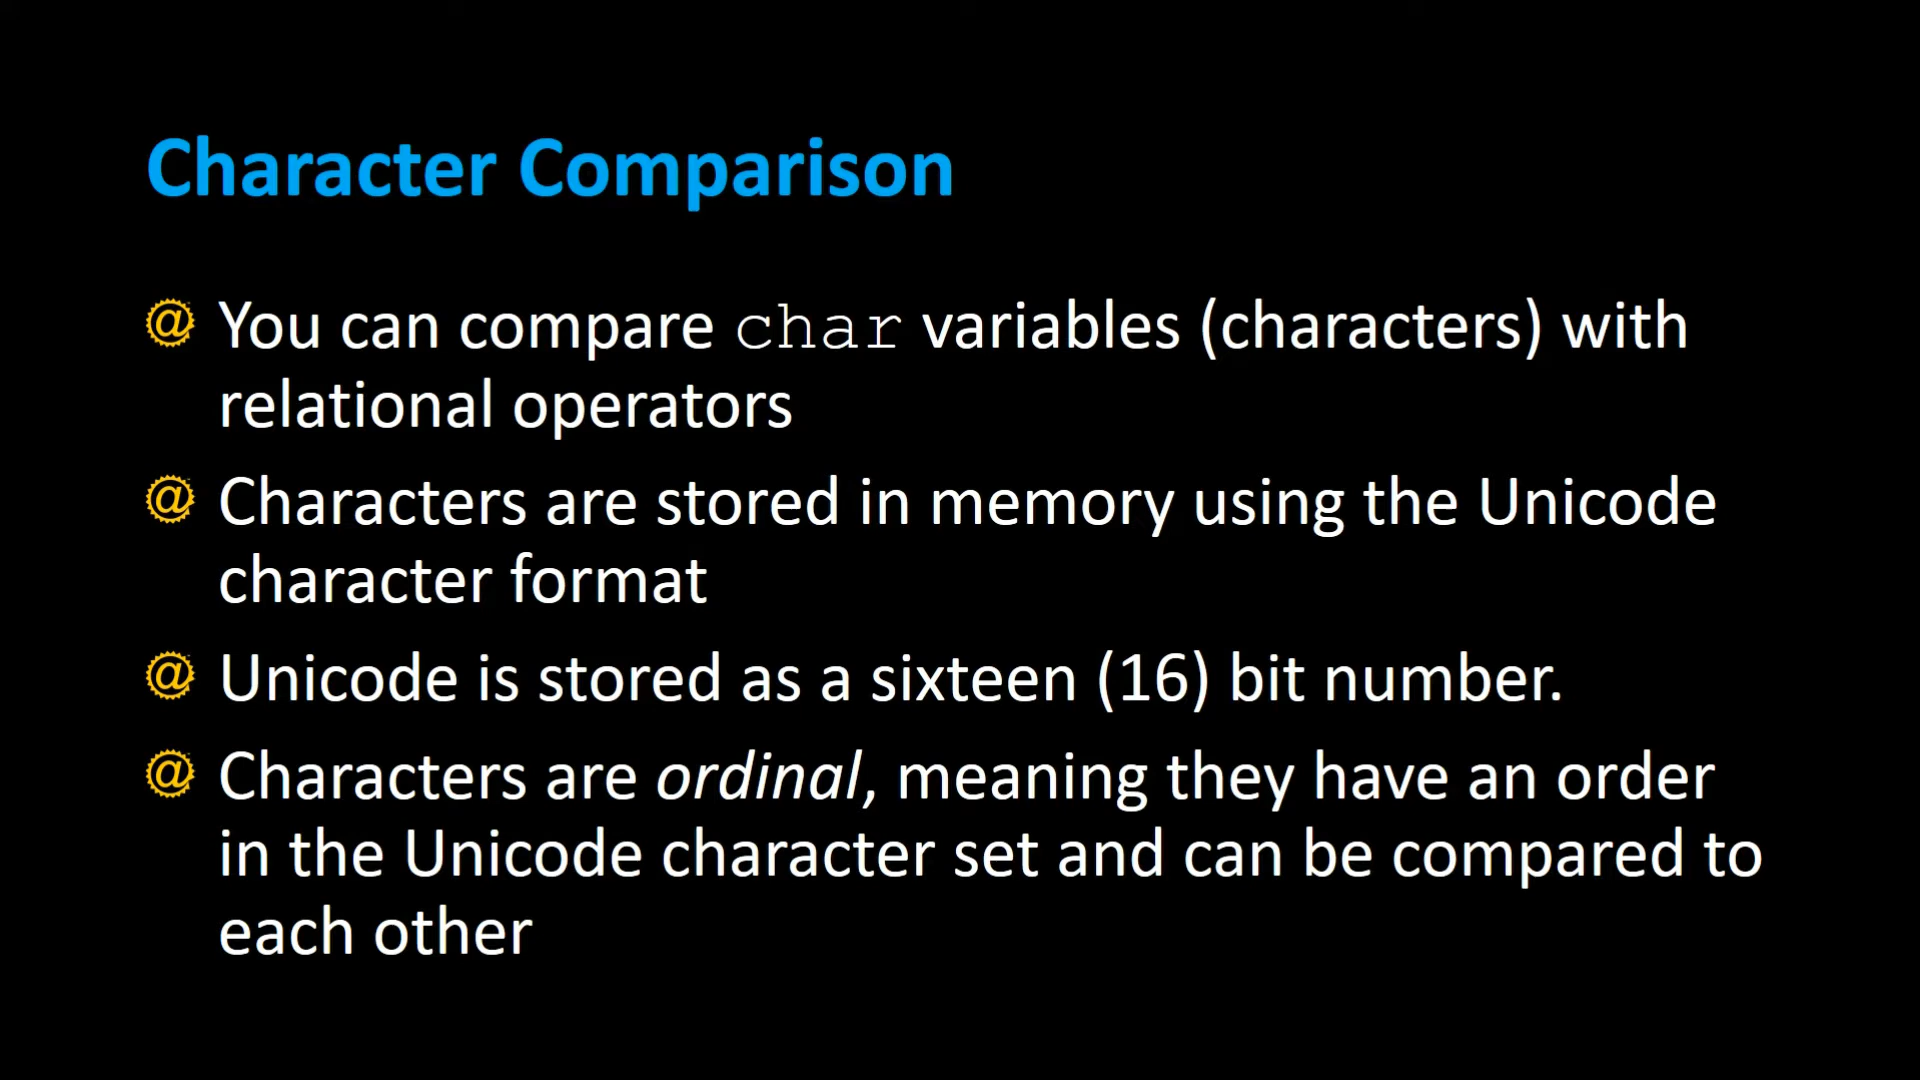 Character Comparison
@ You can compare char variables (characters) with
relational operators
@ Characters are stored in memory using the Unicode
character format
@ Unicode is stored as a sixteen (16) bit number.
@ Characters are ordinal, meaning they have an order
in the Unicode character set and can be compared to
each other